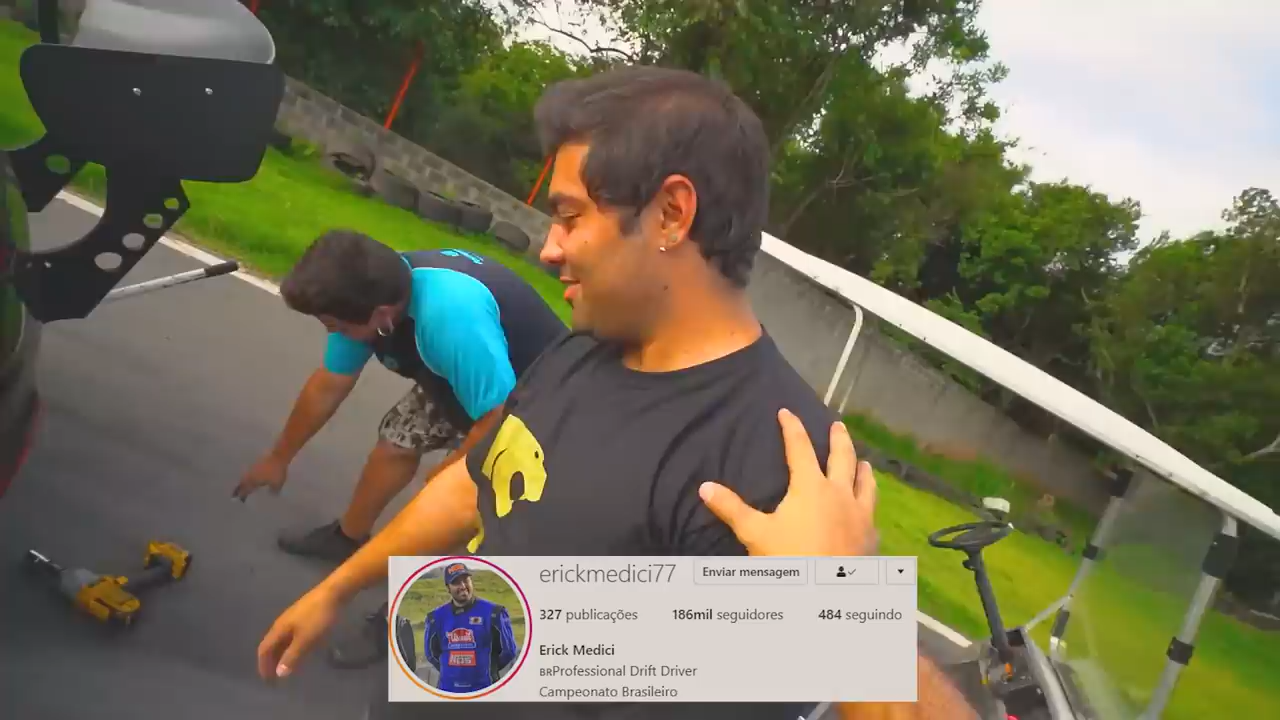 erickmedici77 Enviar mensagem
327 publicações 186mil seguidores 484 seguindo
Erick Medici
BRProfessional Drift Driver
Campeonato Brasileiro